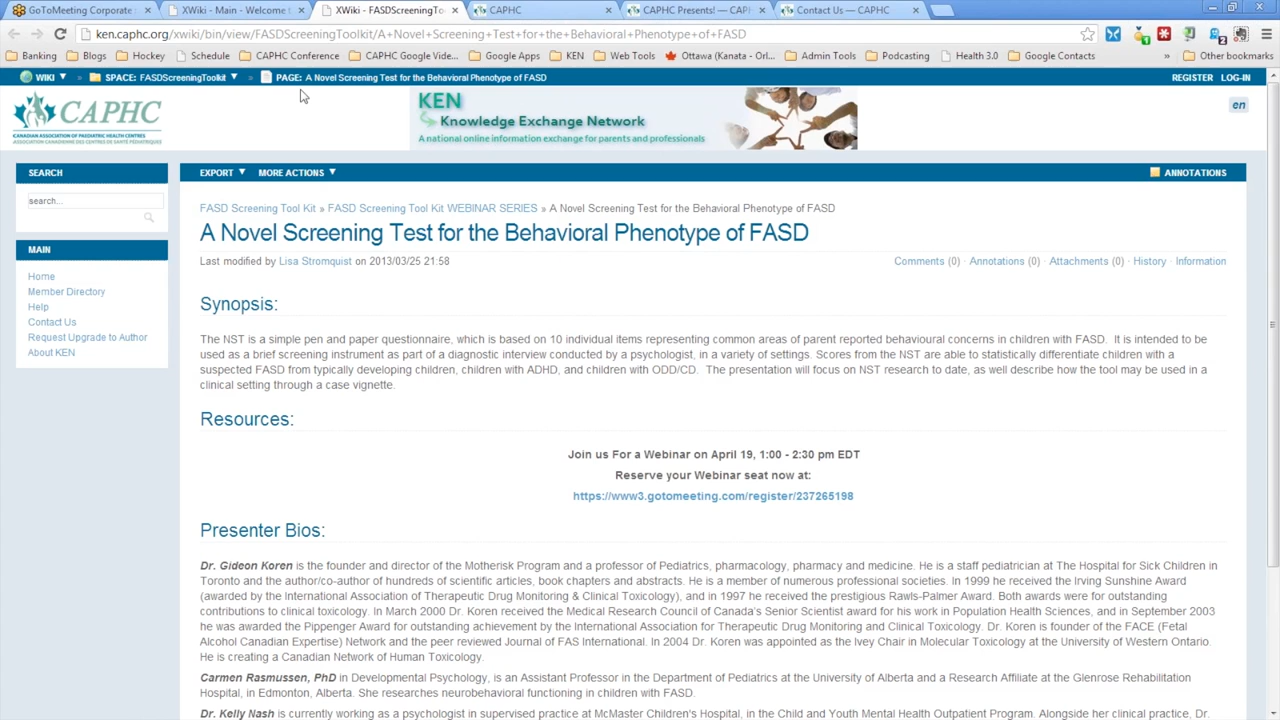 GoToMeeting Corporate
XWiki - Main - Welcome t
XWiki - FASDScreeningToo
CAPHC
CAPHC Presents! — CAPH
Contact Us — CAPHC
ken.caphc.org/xwiki/bin/view/FASDScreeningToolkit/A+Novel+Screening+Test+for+the+Behavioral+Phenotype+of+FASD
Banking
Blogs
Hockey
Schedule
CAPHC Conference
CAPHC Google Vide...
Google Apps
KEN
Web Tools
Ottawa (Kanata - Orl...
Admin Tools
Podcasting
Health 3.0
Google Contacts
»
Other bookmarks
WIKI » SPACE: FASDScreeningToolkit » PAGE: A Novel Screening Test for the Behavioral Phenotype of FASD
REGISTER LOG-IN
CAPHC
CANADIAN ASSOCIATION OF PAEDIATRIC HEALTH CENTRES
ASSOCIATION CANADIENNE DES CENTRES DE SANTÉ PÉDIATRIQUES
KEN
Knowledge Exchange Network
A national online information exchange for parents and professionals
en
SEARCH
search...
MAIN
Home
Member Directory
Help
Contact Us
Request Upgrade to Author
About KEN
EXPORT
MORE ACTIONS
ANNOTATIONS
FASD Screening Tool Kit » FASD Screening Tool Kit WEBINAR SERIES » A Novel Screening Test for the Behavioral Phenotype of FASD
A Novel Screening Test for the Behavioral Phenotype of FASD
Last modified by Lisa Stromquist on 2013/03/25 21:58
Comments (0) · Annotations (0) · Attachments (0) · History · Information
Synopsis:
The NST is a simple pen and paper questionnaire, which is based on 10 individual items representing common areas of parent reported behavioural concerns in children with FASD. It is intended to be
used as a brief screening instrument as part of a diagnostic interview conducted by a psychologist, in a variety of settings. Scores from the NST are able to statistically differentiate children with a
suspected FASD from typically developing children, children with ADHD, and children with ODD/CD. The presentation will focus on NST research to date, as well describe how the tool may be used in a
clinical setting through a case vignette.
Resources:
Join us For a Webinar on April 19, 1:00 - 2:30 pm EDT
Reserve your Webinar seat now at:
https://www3.gotomeeting.com/register/237265198
Presenter Bios:
Dr. Gideon Koren is the founder and director of the Motherisk Program and a professor of Pediatrics, pharmacology, pharmacy and medicine. He is a staff pediatrician at The Hospital for Sick Children in
Toronto and the author/co-author of hundreds of scientific articles, book chapters and abstracts. He is a member of numerous professional societies. In 1999 he received the Irving Sunshine Award
(awarded by the International Association of Therapeutic Drug Monitoring & Clinical Toxicology), and in 1997 he received the prestigious Rawls-Palmer Award. Both awards were for outstanding
contributions to clinical toxicology. In March 2000 Dr. Koren received the Medical Research Council of Canada's Senior Scientist award for his work in Population Health Sciences, and in September 2003
he was awarded the Pippenger Award for outstanding achievement by the International Association for Therapeutic Drug Monitoring and Clinical Toxicology. Dr. Koren is founder of the FACE (Fetal
Alcohol Canadian Expertise) Network and the peer reviewed Journal of FAS International. In 2004 Dr. Koren was appointed as the Ivey Chair in Molecular Toxicology at the University of Western Ontario.
He is creating a Canadian Network of Human Toxicology.
Carmen Rasmussen, PhD in Developmental Psychology, is an Assistant Professor in the Department of Pediatrics at the University of Alberta and a Research Affiliate at the Glenrose Rehabilitation
Hospital, in Edmonton, Alberta. She researches neurobehavioral functioning in children with FASD.
Dr. Kelly Nash is currently working as a psychologist in supervised practice at McMaster Children's Hospital, in the Child and Youth Mental Health Outpatient Program. Alongside her clinical practice, Dr.